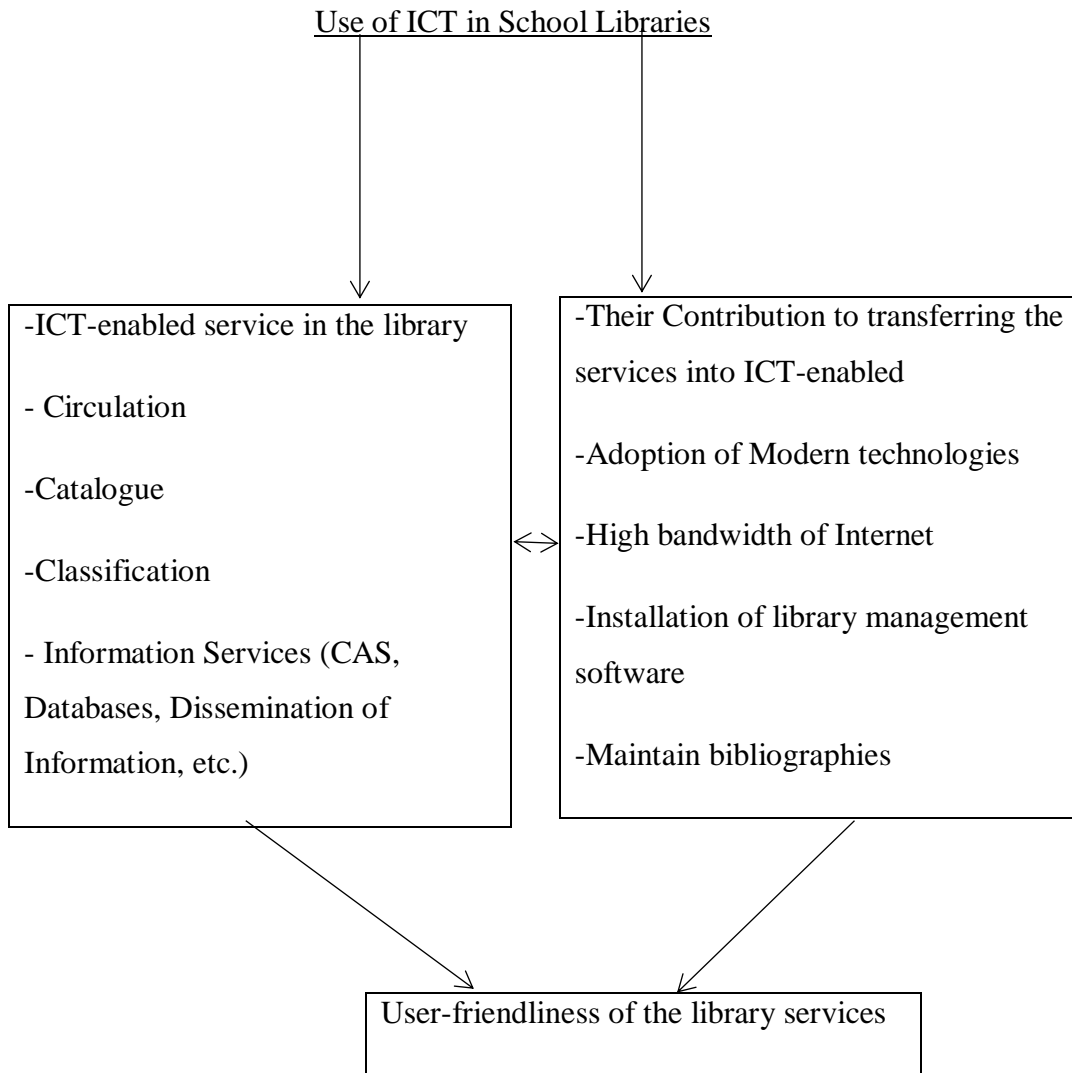 Use of ICT in School Libraries
-ICT-enabled service in the library
- Circulation
-Catalogue
-Classification
- Information Services (CAS,
Databases, Dissemination of
Information, etc.)
-Their Contribution to transferring the
services into ICT-enabled
-Adoption of Modern technologies
-High bandwidth of Internet
-Installation of library management
software
-Maintain bibliographies
User-friendliness of the library services